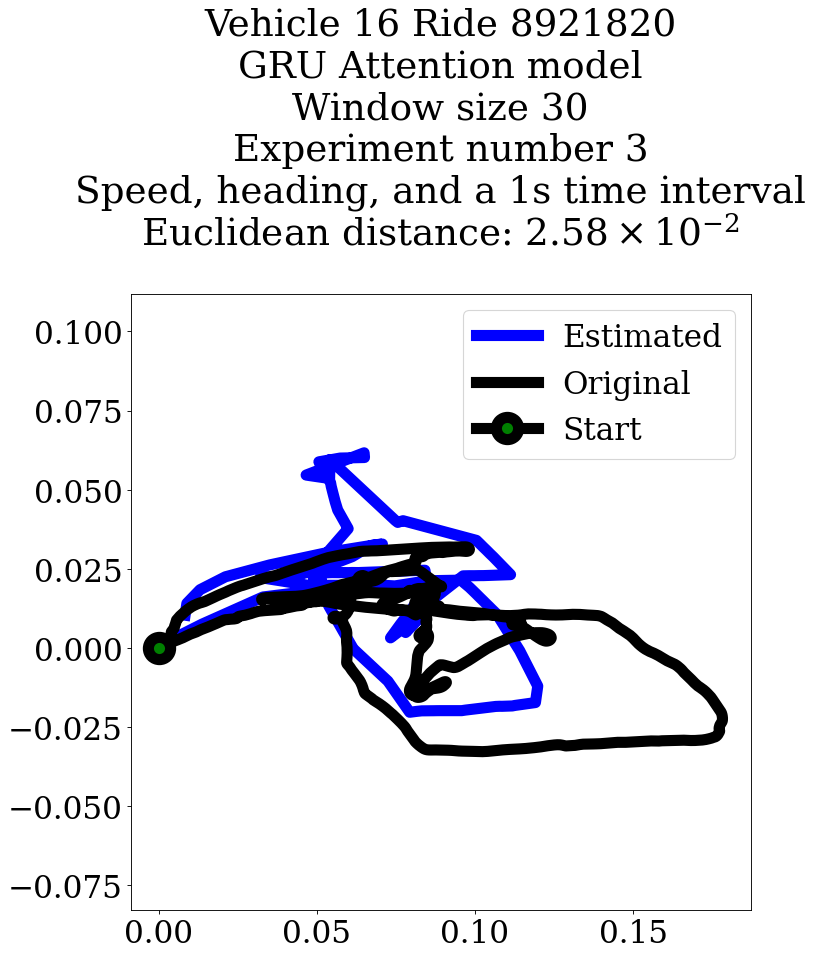 Vehicle 16 Ride 8921820
GRU Attention model
Window size 30
Experiment number 3
Speed, heading, and a 1s time interval
Euclidean distance: 2.58 × 10⁻²
Estimated
Original
Start
0.100
0.075
0.050
0.025
0.000
−0.025
−0.050
−0.075
0.00 0.05 0.10 0.15